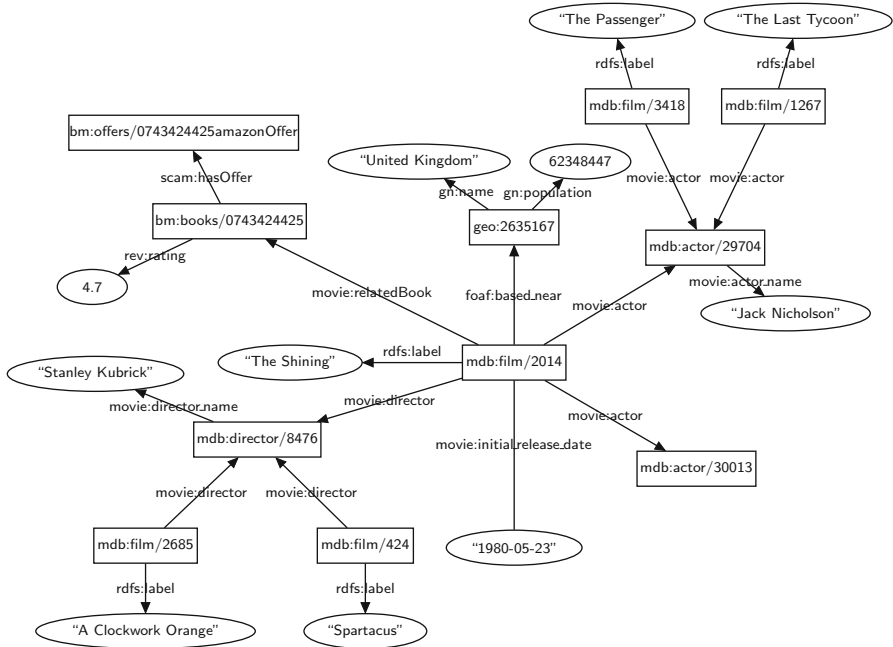 "The Passenger"
"The Last Tycoon"
rdfs:label
rdfs:label
mdb:film/3418
mdb:film/1267
bm:offers/0743424425amazonOffer
"United Kingdom"
62348447
scam:hasOffer
movie:actor
movie:actor
gn:name
gn:population
bm:books/0743424425
geo:2635167
mdb:actor/29704
rev:rating
movie:actor_name
4.7
movie:relatedBook
foaf:based_near
movie:actor
"Jack Nicholson"
rdfs:label
"The Shining"
mdb:film/2014
"Stanley Kubrick"
movie:director_name
movie:director
movie:actor
mdb:director/8476
movie:initial_release_date
mdb:actor/30013
movie:director
movie:director
mdb:film/2685
mdb:film/424
"1980-05-23"
rdfs:label
rdfs:label
"A Clockwork Orange"
"Spartacus"